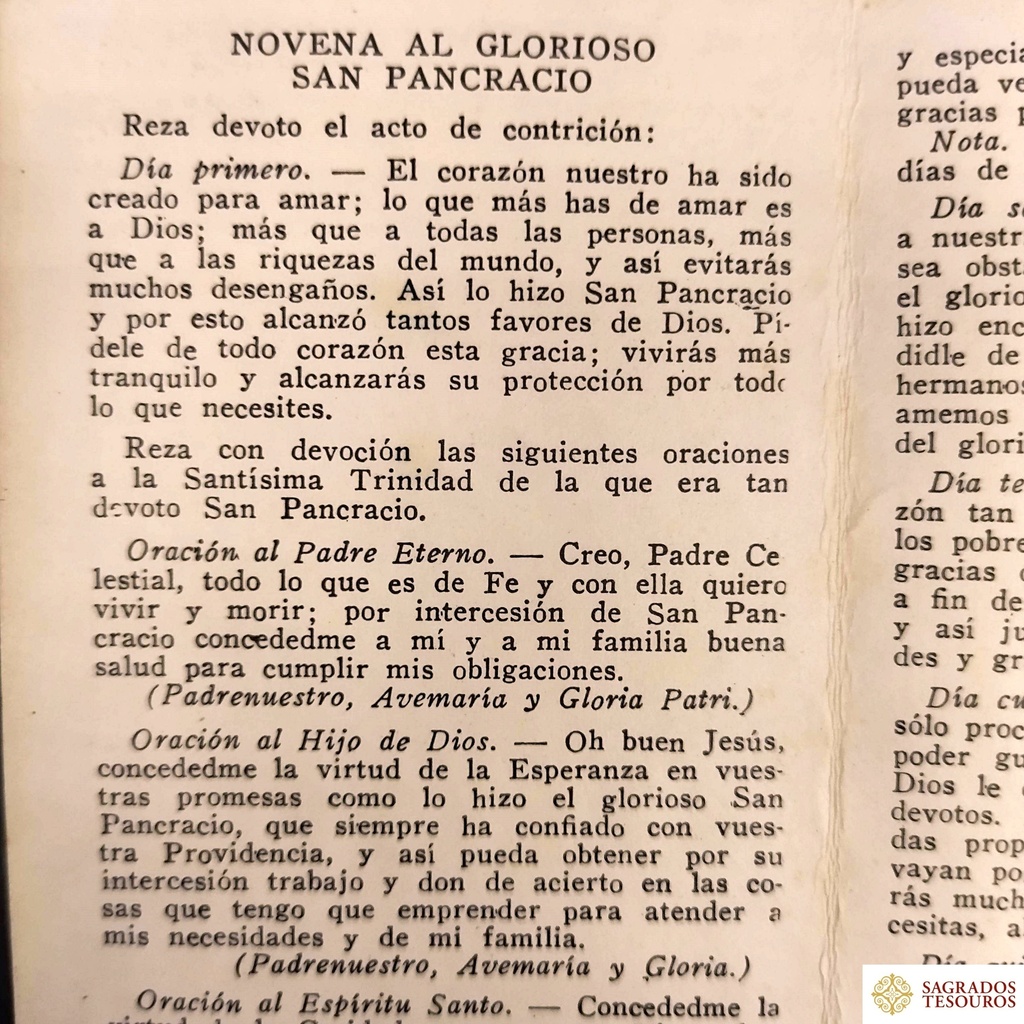 NOVENA AL GLORIOSO
SAN PANCRACIO
Reza devoto el acto de contrición:
Día primero. — El corazón nuestro ha sido
creado para amar; lo que más has de amar es
a Dios; más que a todas las personas, más
que a las riquezas del mundo, y así evitarás
muchos desengaños. Así lo hizo San Pancracio
y por esto alcanzó tantos favores de Dios. Pí-
dele de todo corazón esta gracia; vivirás más
tranquilo y alcanzarás su protección por todo
lo que necesites.
Reza con devoción las siguientes oraciones
a la Santísima Trinidad de la que era tan
devoto San Pancracio.
Oración al Padre Eterno. — Creo, Padre Ce
lestial, todo lo que es de Fe y con ella quiero
vivir y morir; por intercesión de San Pan-
cracio concededme a mí y a mi familia buena
salud para cumplir mis obligaciones.
(Padrenuestro, Avemaría y Gloria Patri.)
Oración al Hijo de Dios. — Oh buen Jesús,
concededme la virtud de la Esperanza en vues-
tras promesas como lo hizo el glorioso San
Pancracio, que siempre ha confiado con vues-
tra Providencia, y así pueda obtener por su
intercesión trabajo y don de acierto en las co-
sas que tengo que emprender para atender a
mis necesidades y de mi familia.
(Padrenuestro, Avemaría y Gloria.)
Oración al Espíritu Santo. — Concededme la
y especia
pueda ve
gracias p
Nota.
días de
Día s
a nuestr
sea obst
el glorio
hizo enc
didle de
hermanos
amemos
del glori
Día te
zón tan
los pobre
gracias
a fin de
y así ju
des y gr
Día cu
sólo proc
poder gu
Dios le
devotos.
das prop
vayan po
rás much
cesitas, a
Día
SAGRADOS
TESOUROS